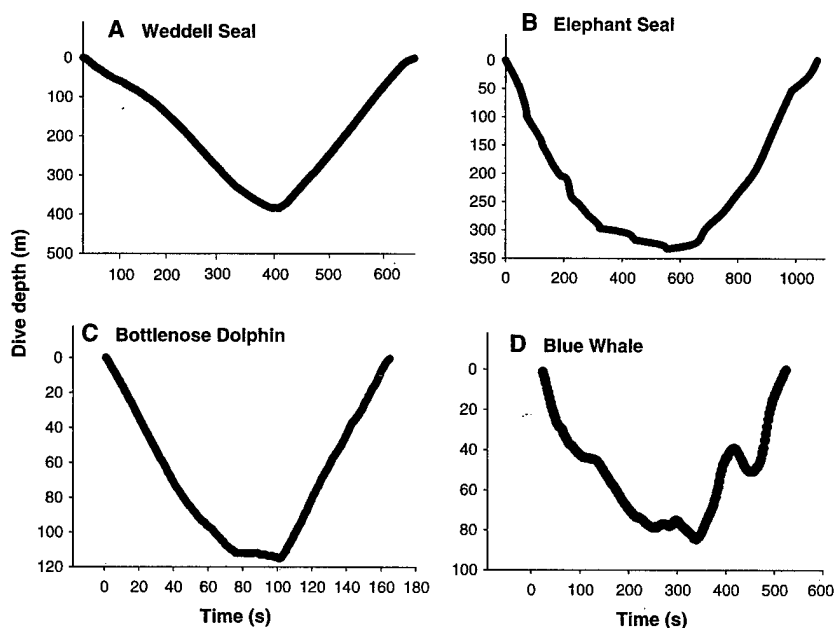 A Weddell Seal
0
100
200
300
400
500
100 200 300 400 500 600
B Elephant Seal
0
50
100
150
200
250
300
350
0 200 400 600 800 1000
Dive depth (m)
C Bottlenose Dolphin
0
20
40
60
80
100
120
0 20 40 60 80 100 120 140 160 180
Time (s)
D Blue Whale
0
20
40
60
80
100
0 100 200 300 400 500 600
Time (s)